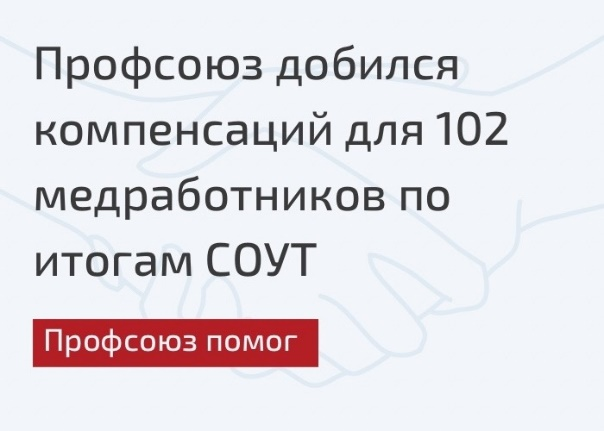 Профсоюз добился
компенсаций для 102
медработников по
итогам СОУТ
Профсоюз помог